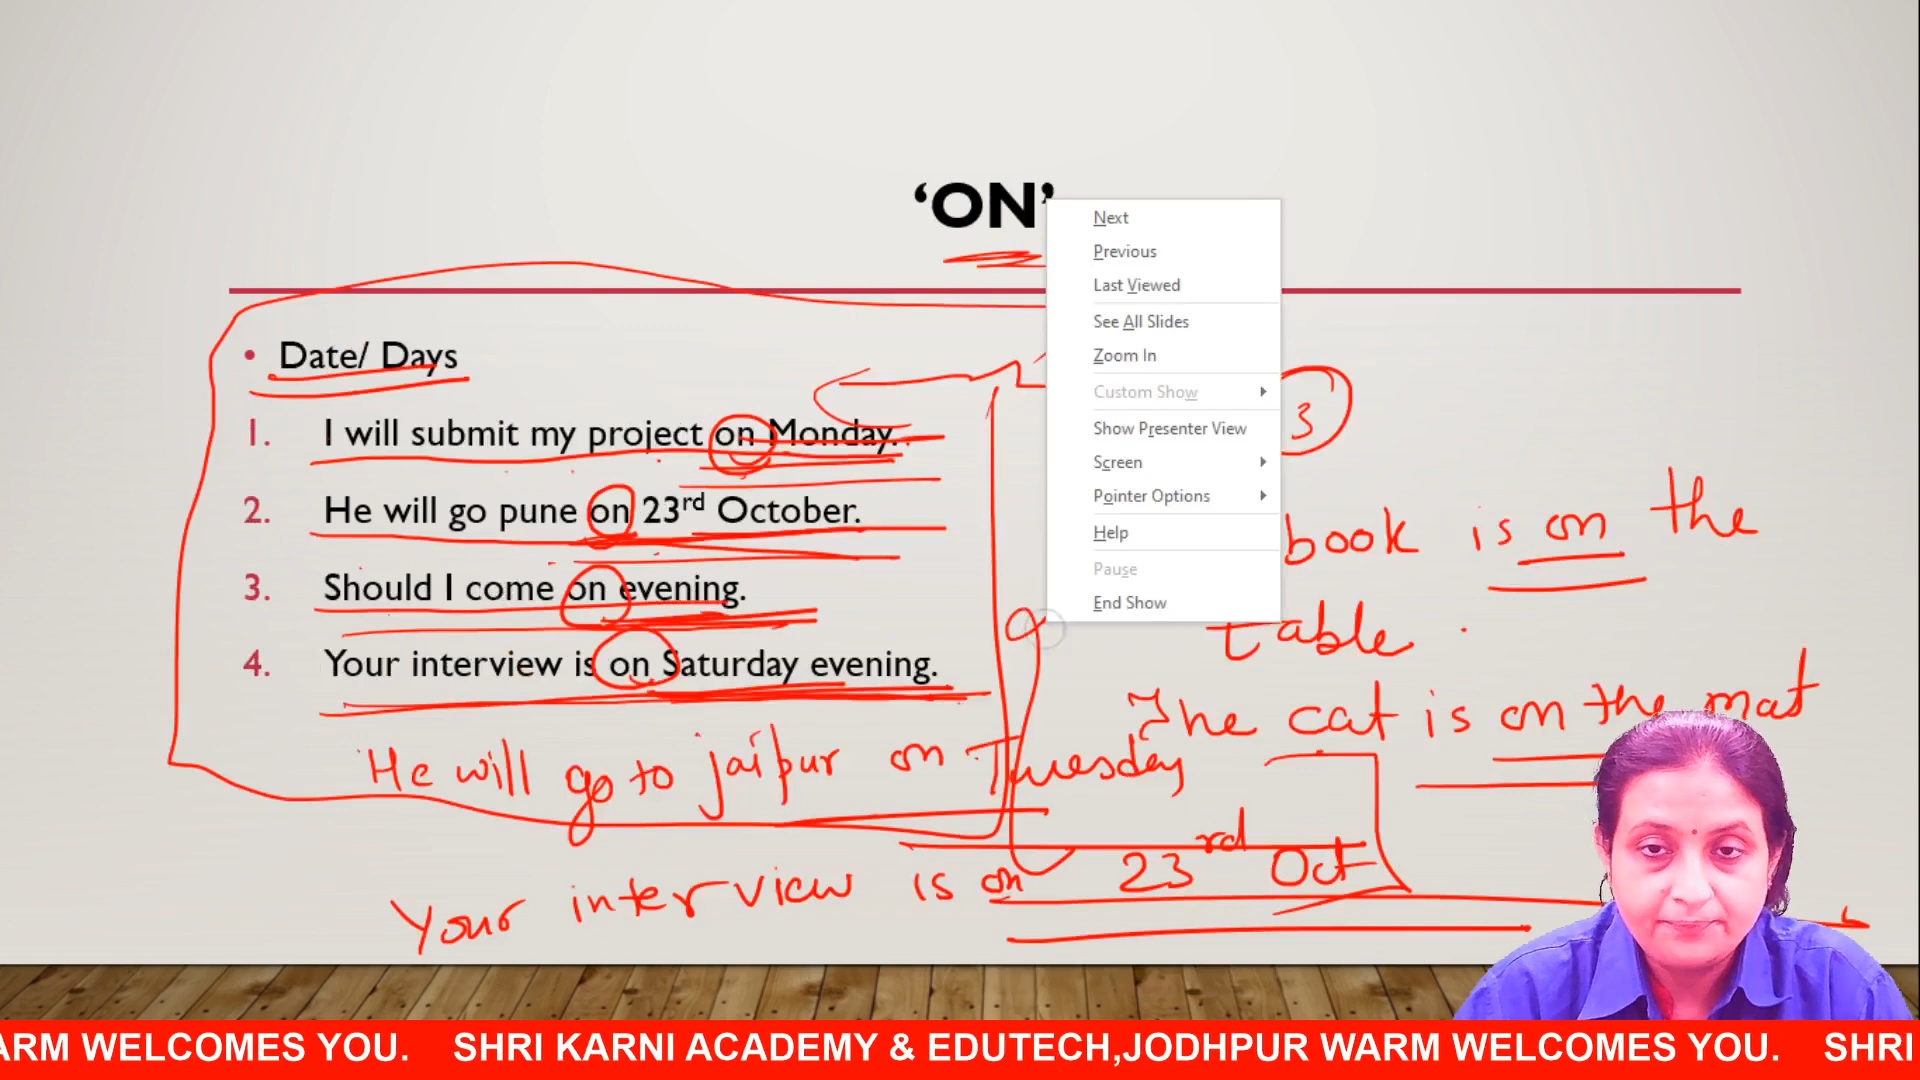 ‘ON’
• Date/ Days
1. I will submit my project on Monday.
2. He will go pune on 23rd October.
3. Should I come on evening.
4. Your interview is on Saturday evening.
He will go to jaipur on Tuesday
Your interview is on 23rd Oct
Next
Previous
Last Viewed
See All Slides
Zoom In
Custom Show
Show Presenter View
Screen
Pointer Options
Help
Pause
End Show
3
book is on the
table.
The cat is on the mat
ARM WELCOMES YOU. SHRI KARNI ACADEMY & EDUTECH,JODHPUR WARM WELCOMES YOU. SHRI